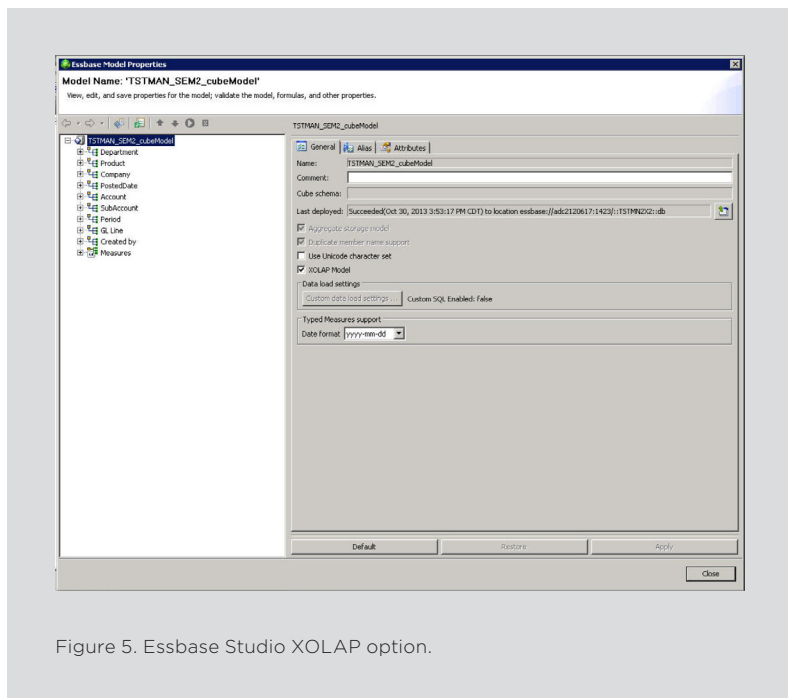 Essbase Model Properties
Model Name: 'TSTMAN_SEM2_cubeModel'
View, edit, and save properties for the model; validate the model, formulas, and other properties.
TSTMAN_SEM2_cubeModel
Department
Product
Company
PostedDate
Account
SubAccount
Period
GL Line
Created by
Measures
TSTMAN_SEM2_cubeModel
General
Alias
Attributes
Name: TSTMAN_SEM2_cubeModel
Comment:
Cube schema:
Last deployed: Succeeded(Oct 30, 2013 3:53:17 PM CDT) to location essbase://adc2120617:1423/::TSTMN2X2::db
Aggregate storage model
Duplicate member name support
Use Unicode character set
XOLAP Model
Data load settings
Custom data load settings ... Custom SQL Enabled: false
Typed Measures support
Date format yyyy-mm-dd
Default Restore Apply
Close
Figure 5. Essbase Studio XOLAP option.